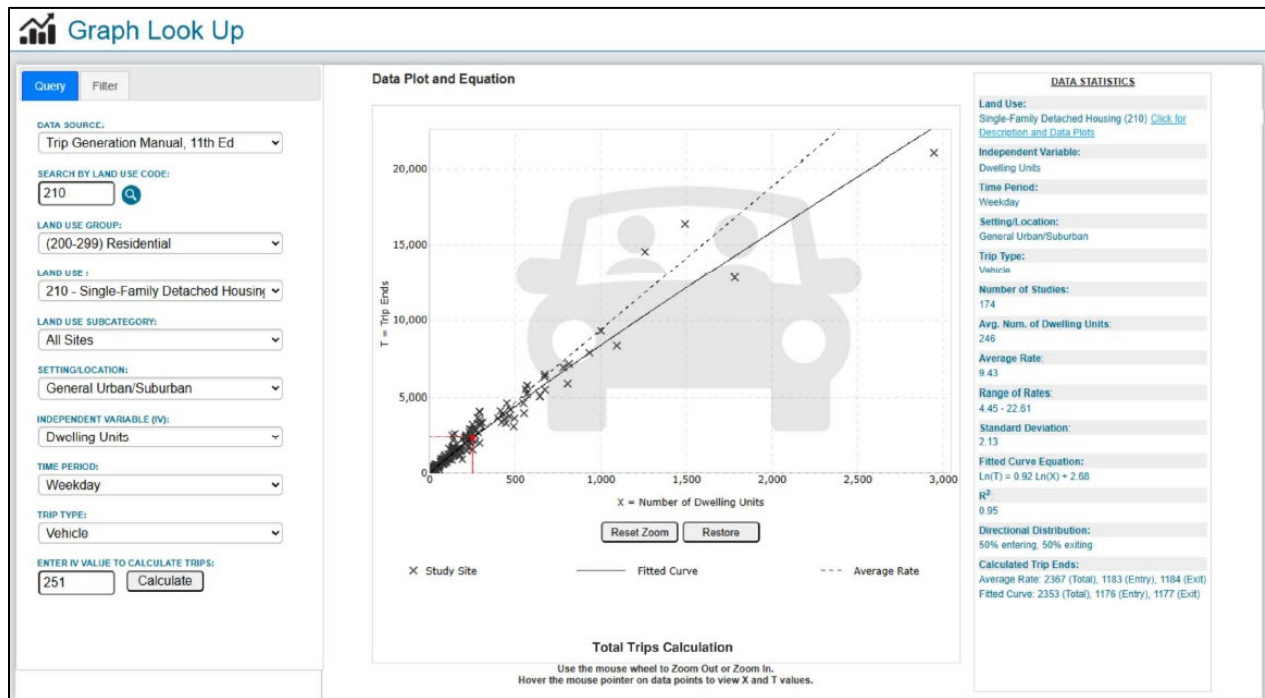 Graph Look Up
Query
Filter
DATA SOURCE:
Trip Generation Manual, 11th Ed
SEARCH BY LAND USE CODE:
210
LAND USE GROUP:
(200-299) Residential
LAND USE :
210 - Single-Family Detached Housing
LAND USE SUBCATEGORY:
All Sites
SETTING/LOCATION:
General Urban/Suburban
INDEPENDENT VARIABLE (IV):
Dwelling Units
TIME PERIOD:
Weekday
TRIP TYPE:
Vehicle
ENTER IV VALUE TO CALCULATE TRIPS:
251
Calculate
Data Plot and Equation
20,000
15,000
10,000
5,000
0
T = Trip Ends
0 500 1,000 1,500 2,000 2,500 3,000
X = Number of Dwelling Units
Reset Zoom
Restore
Study Site
Fitted Curve
Average Rate
Total Trips Calculation
Use the mouse wheel to Zoom Out or Zoom In.
Hover the mouse pointer on data points to view X and T values.
DATA STATISTICS
Land Use:
Single-Family Detached Housing (210) Click for
Description and Data Plots
Independent Variable:
Dwelling Units
Time Period:
Weekday
Setting/Location:
General Urban/Suburban
Trip Type:
Vehicle
Number of Studies:
174
Avg. Num. of Dwelling Units:
246
Average Rate:
9.43
Range of Rates:
4.45 - 22.61
Standard Deviation:
2.13
Fitted Curve Equation:
Ln(T) = 0.92 Ln(X) + 2.68
R²:
0.95
Directional Distribution:
50% entering, 50% exiting
Calculated Trip Ends:
Average Rate: 2367 (Total), 1183 (Entry), 1184 (Exit)
Fitted Curve: 2353 (Total), 1176 (Entry), 1177 (Exit)